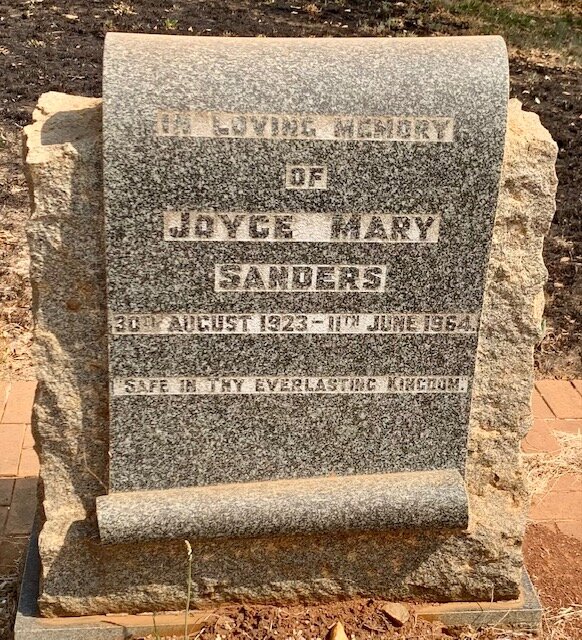 IN LOVING MEMORY
OF
JOYCE MARY
SANDERS
30TH AUGUST 1923 - 11TH JUNE 1964
SAFE IN THY EVERLASTING KINGDOM